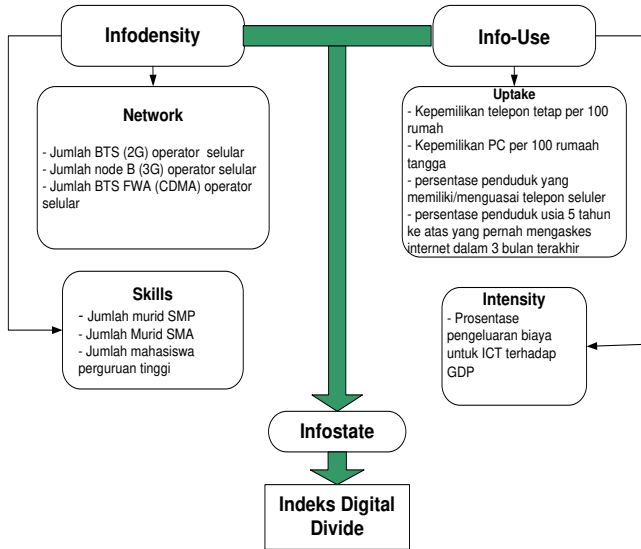 Infodensity
Info-Use
Network
- Jumlah BTS (2G) operator selular
- Jumlah node B (3G) operator selular
- Jumlah BTS FWA (CDMA) operator
selular
Uptake
- Kepemilikan telepon tetap per 100
rumah
- Kepemilikan PC per 100 rumaah
tangga
- persentase penduduk yang
memiliki/menguasai telepon seluler
- persentase penduduk usia 5 tahun
ke atas yang pernah mengaskes
internet dalam 3 bulan terakhir
Skills
- Jumlah murid SMP
- Jumlah Murid SMA
- Jumlah mahasiswa
perguruan tinggi
Intensity
- Prosentase
pengeluaran biaya
untuk ICT terhadap
GDP
Infostate
Indeks Digital
Divide